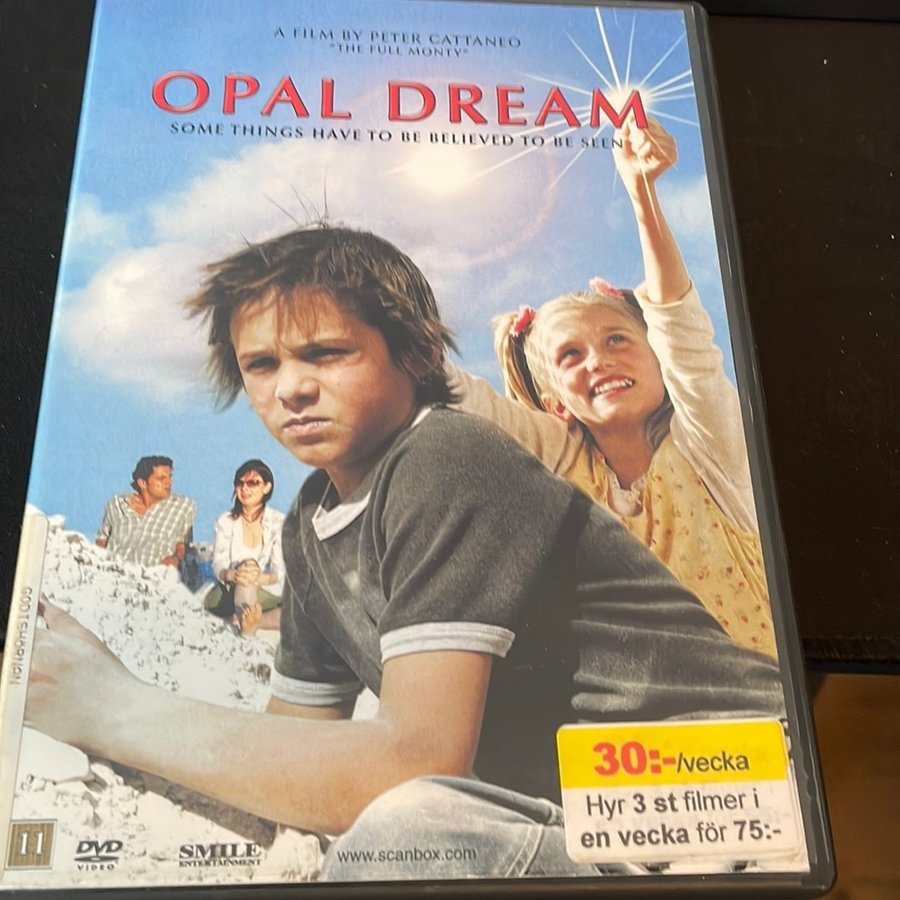 A FILM BY PETER CATTANEO
"THE FULL MONTY"
OPAL DREAM
SOME THINGS HAVE TO BE BELIEVED TO BE SEEN
11
DVD
VIDEO
SMILE
ENTERTAINMENT
www.scanbox.com
30:-/vecka
Hyr 3 st filmer i
en vecka för 75:-